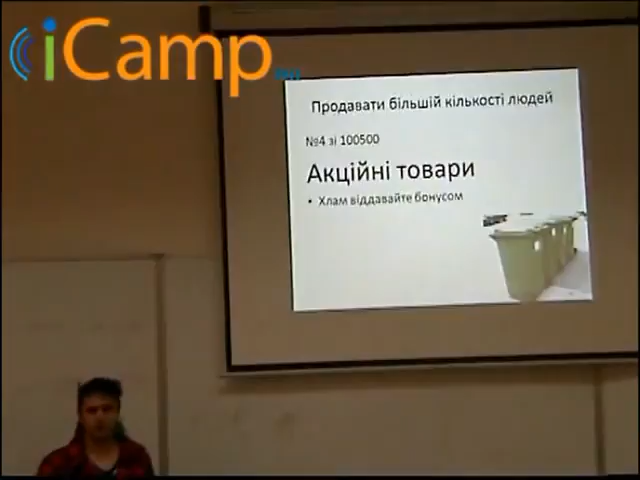 iCamp
Продавати більшій кількості людей
№4 зі 100500
Акційні товари
• Хлам віддавайте бонусом